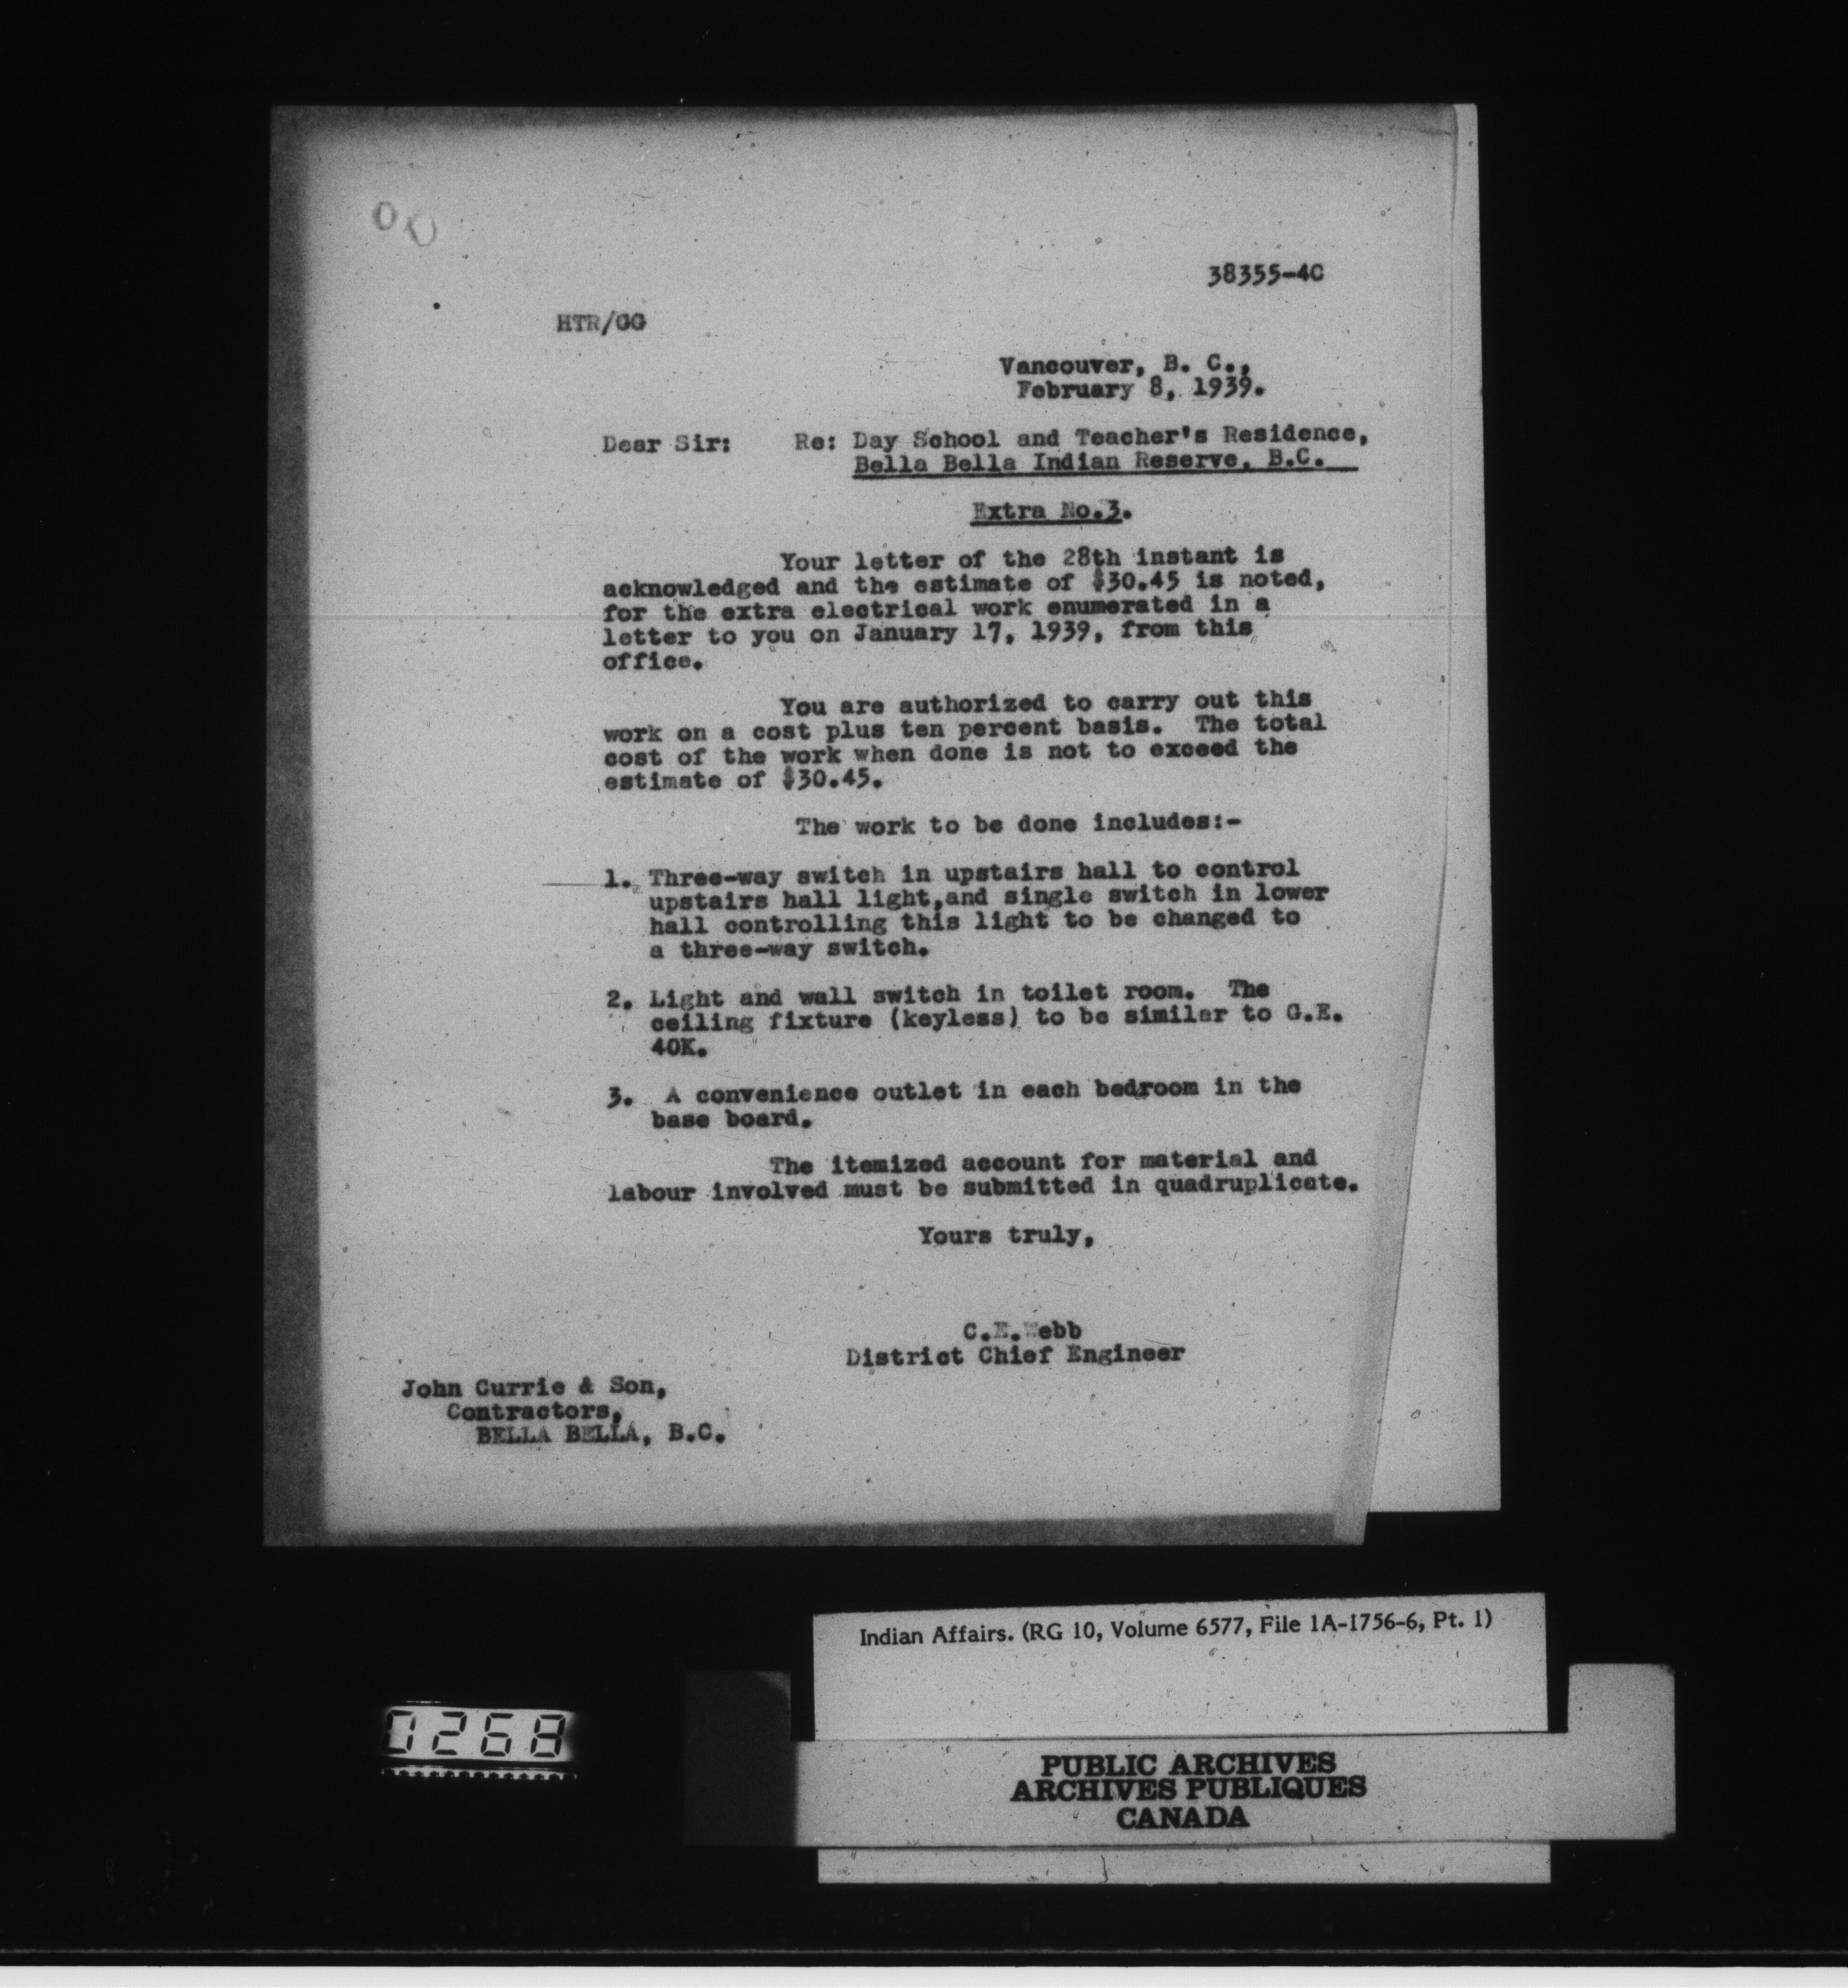 38355-4C
HTR/GG
Vancouver, B. C.,
February 8, 1939.
Dear Sir: Re: Day School and Teacher's Residence,
Bella Bella Indian Reserve, B.C.
Extra No.3.
Your letter of the 28th instant is
acknowledged and the estimate of $30.45 is noted,
for the extra electrical work enumerated in a
letter to you on January 17, 1939, from this
office.
You are authorized to carry out this
work on a cost plus ten percent basis. The total
cost of the work when done is not to exceed the
estimate of $30.45.
The work to be done includes:-
1. Three-way switch in upstairs hall to control
upstairs hall light,and single switch in lower
hall controlling this light to be changed to
a three-way switch.
2. Light and wall switch in toilet room. The
ceiling fixture (keyless) to be similar to G.E.
40K.
3. A convenience outlet in each bedroom in the
base board.
The itemized account for material and
labour involved must be submitted in quadruplicate.
Yours truly,
C.E.Webb
District Chief Engineer
John Currie & Son,
Contractors,
BELLA BELLA, B.C.
Indian Affairs. (RG 10, Volume 6577, File 1A-1756-6, Pt. 1)
0268
PUBLIC ARCHIVES
ARCHIVES PUBLIQUES
CANADA